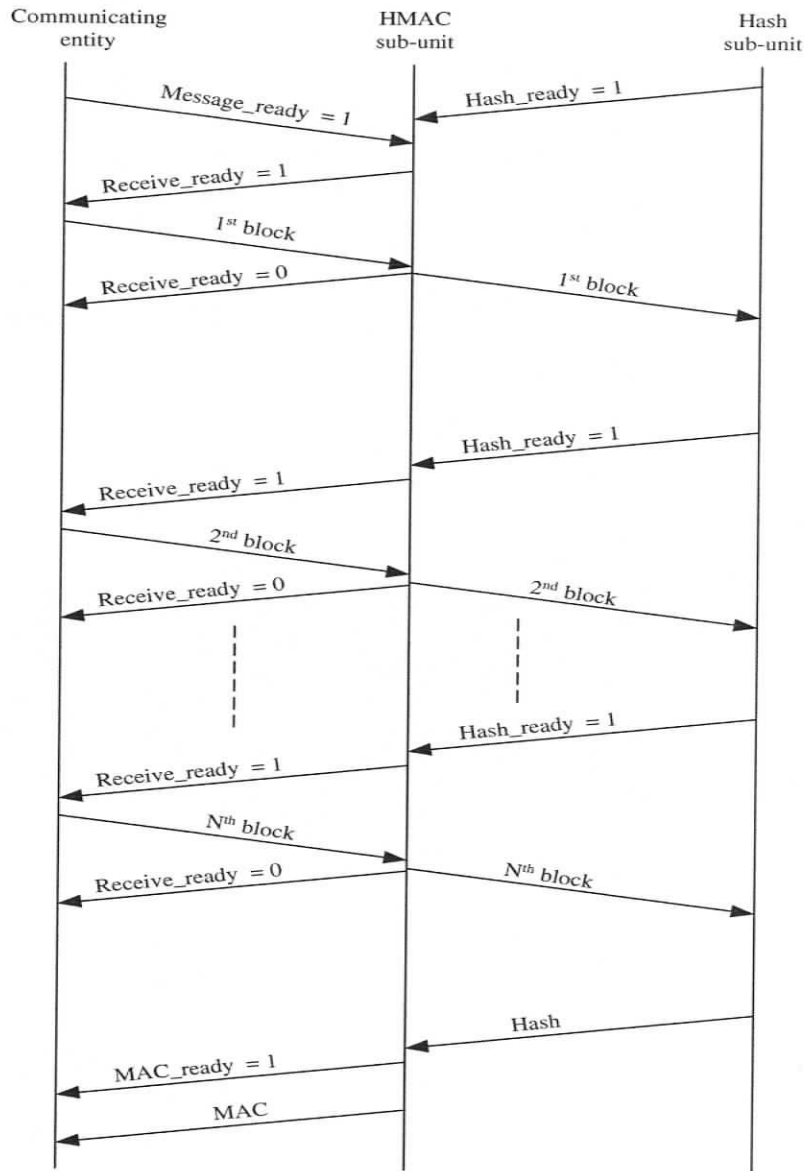 Communicating
entity
HMAC
sub-unit
Hash
sub-unit
Message_ready = 1
Hash_ready = 1
Receive_ready = 1
1st block
Receive_ready = 0
1st block
Hash_ready = 1
Receive_ready = 1
2nd block
Receive_ready = 0
2nd block
Hash_ready = 1
Receive_ready = 1
Nth block
Receive_ready = 0
Nth block
Hash
MAC_ready = 1
MAC